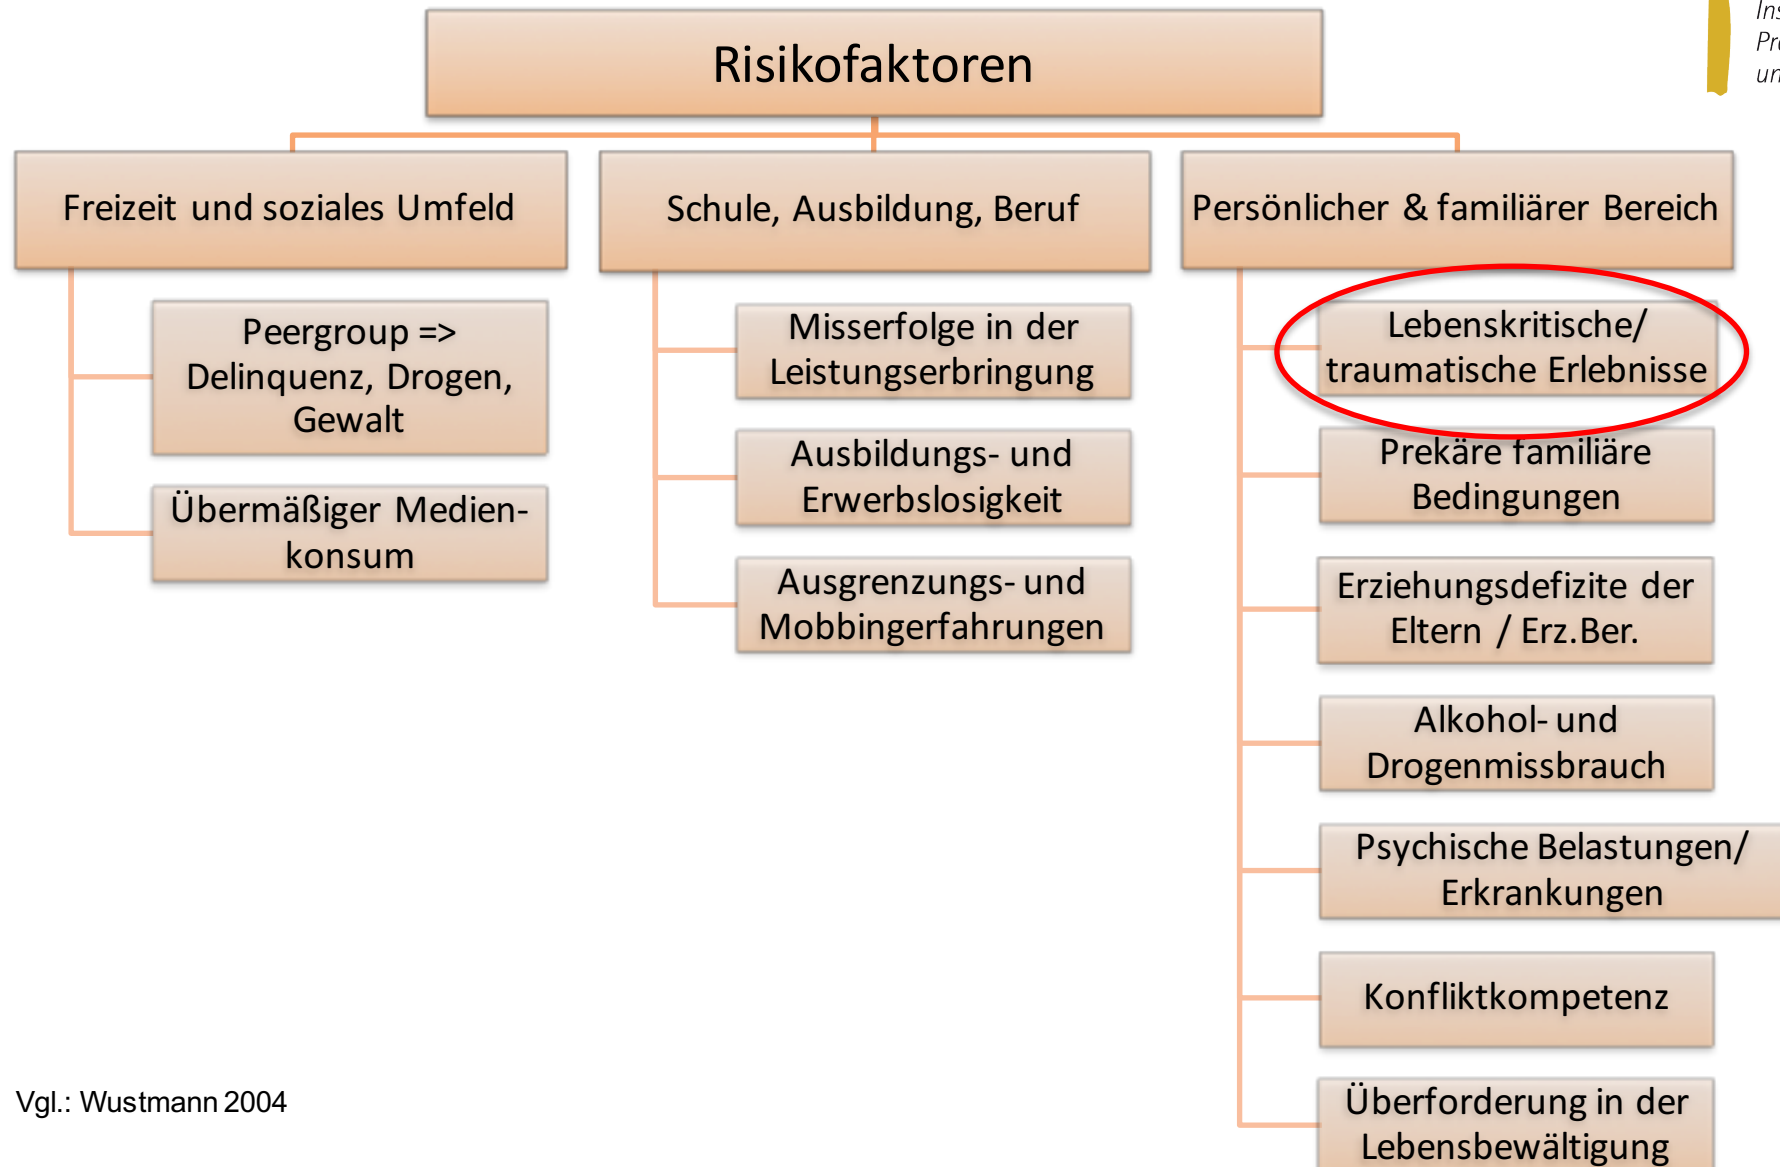 Risikofaktoren
Freizeit und soziales Umfeld
Peergroup =>
Delinquenz, Drogen,
Gewalt
Übermäßiger Medien-
konsum
Schule, Ausbildung, Beruf
Misserfolge in der
Leistungserbringung
Ausbildungs- und
Erwerbslosigkeit
Ausgrenzungs- und
Mobbingerfahrungen
Persönlicher & familiärer Bereich
Lebenskritische/
traumatische Erlebnisse
Prekäre familiäre
Bedingungen
Erziehungsdefizite der
Eltern / Erz.Ber.
Alkohol- und
Drogenmissbrauch
Psychische Belastungen/
Erkrankungen
Konfliktkompetenz
Überforderung in der
Lebensbewältigung
Vgl.: Wustmann 2004